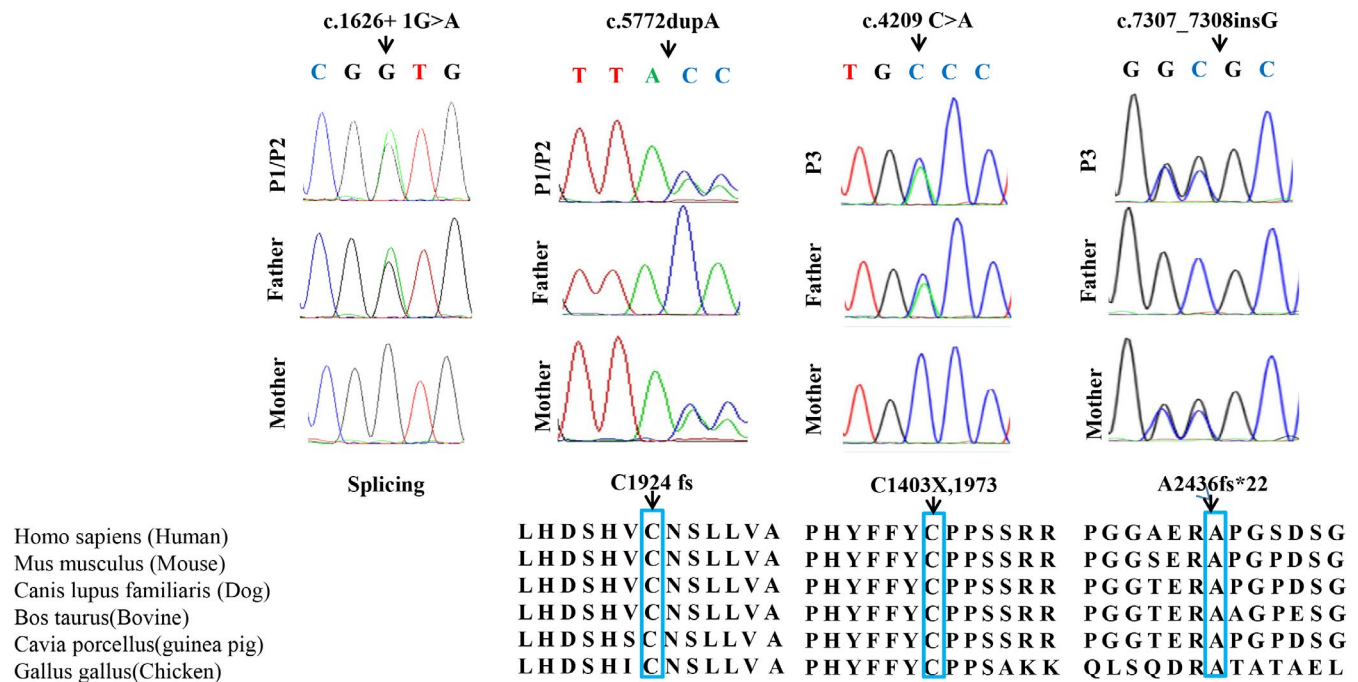 c.1626+ 1G>A c.5772dupA c.4209 C>A c.7307_7308insG
C G G T G T T A C C T G C C C G G C G C
P1/P2 P1/P2 P3 P3
Father Father Father Father
Mother Mother Mother Mother
Splicing C1924 fs C1403X,1973 A2436fs*22
Homo sapiens (Human) L H D S H V C N S L L V A P H Y F F Y C P P S S R R P G G A E R A P G S D S G
Mus musculus (Mouse) L H D S H V C N S L L V A P H Y F F Y C P P S S R R P G G S E R A P G P D S G
Canis lupus familiaris (Dog) L H D S H V C N S L L V A P H Y F F Y C P P S S R R P G G T E R A P G P D S G
Bos taurus(Bovine) L H D S H V C N S L L V A P H Y F F Y C P P S S R R P G G T E R A A G P E S G
Cavia porcellus(guinea pig) L H D S H S C N S L L V A P H Y F F Y C P P S S R R P G G T E R A P G P D S G
Gallus gallus(Chicken) L H D S H I C N S L L V A P H Y F F Y C P P S A K K Q L S Q D R A T A T A E L